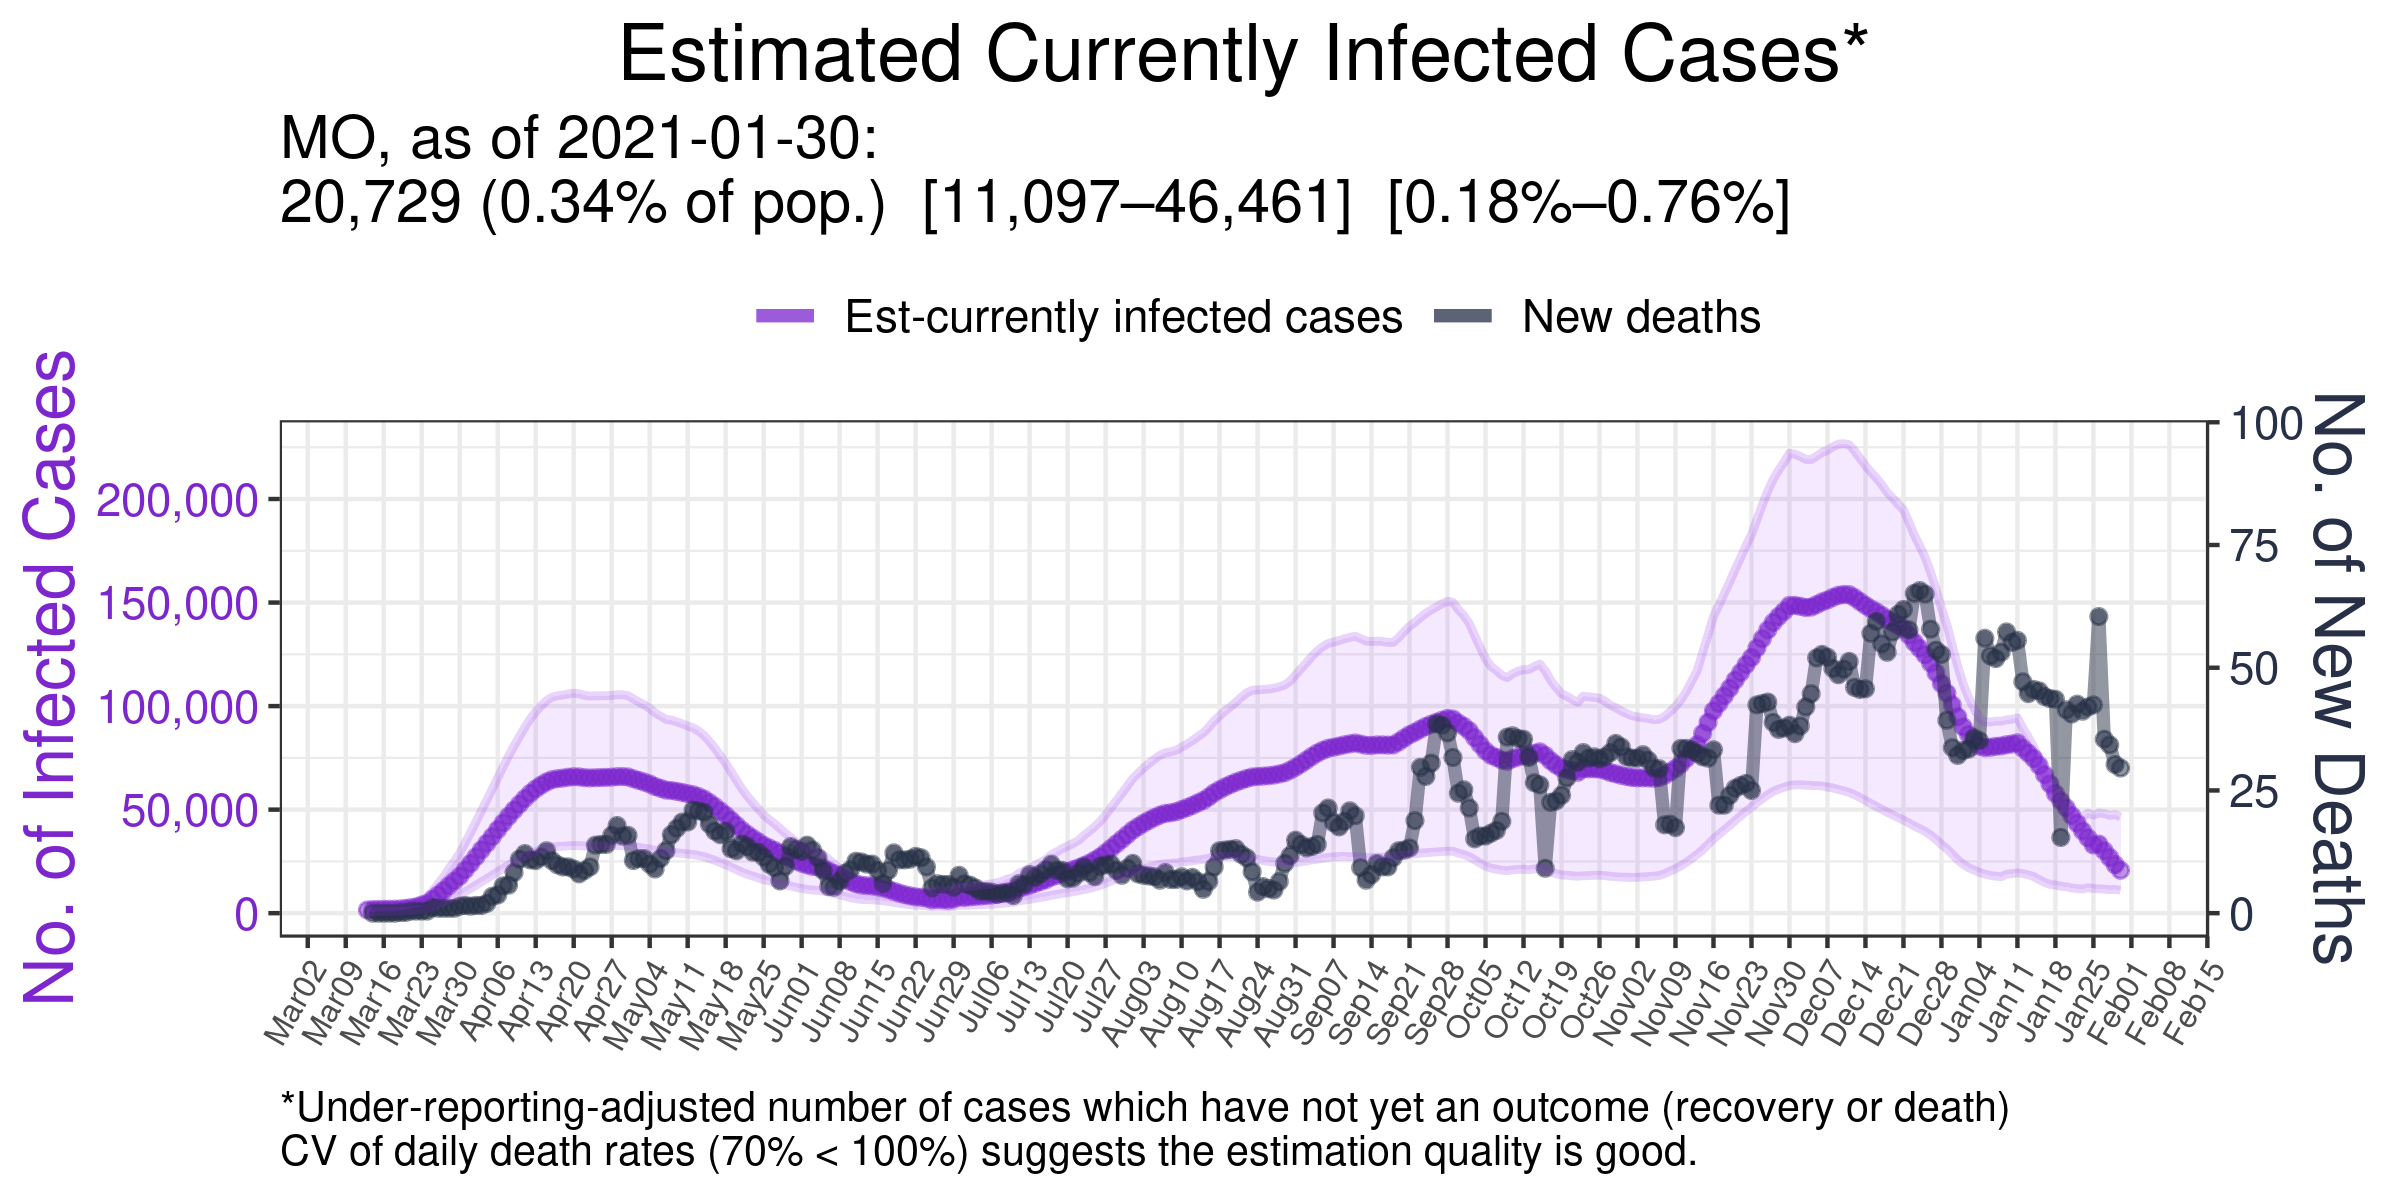 Estimated Currently Infected Cases*
MO, as of 2021-01-30:
20,729 (0.34% of pop.)  [11,097–46,461]  [0.18%–0.76%]
Est-currently infected cases
New deaths
No. of Infected Cases
200,000
150,000
100,000
50,000
0
100
75
50
25
0
No. of New Deaths
Mar02
Mar09
Mar16
Mar23
Mar30
Apr06
Apr13
Apr20
Apr27
May04
May11
May18
May25
Jun01
Jun08
Jun15
Jun22
Jun29
Jul06
Jul13
Jul20
Jul27
Aug03
Aug10
Aug17
Aug24
Aug31
Sep07
Sep14
Sep21
Sep28
Oct05
Oct12
Oct19
Oct26
Nov02
Nov09
Nov16
Nov23
Nov30
Dec07
Dec14
Dec21
Dec28
Jan04
Jan11
Jan18
Jan25
Feb01
Feb08
Feb15
*Under-reporting-adjusted number of cases which have not yet an outcome (recovery or death)
CV of daily death rates (70% < 100%) suggests the estimation quality is good.